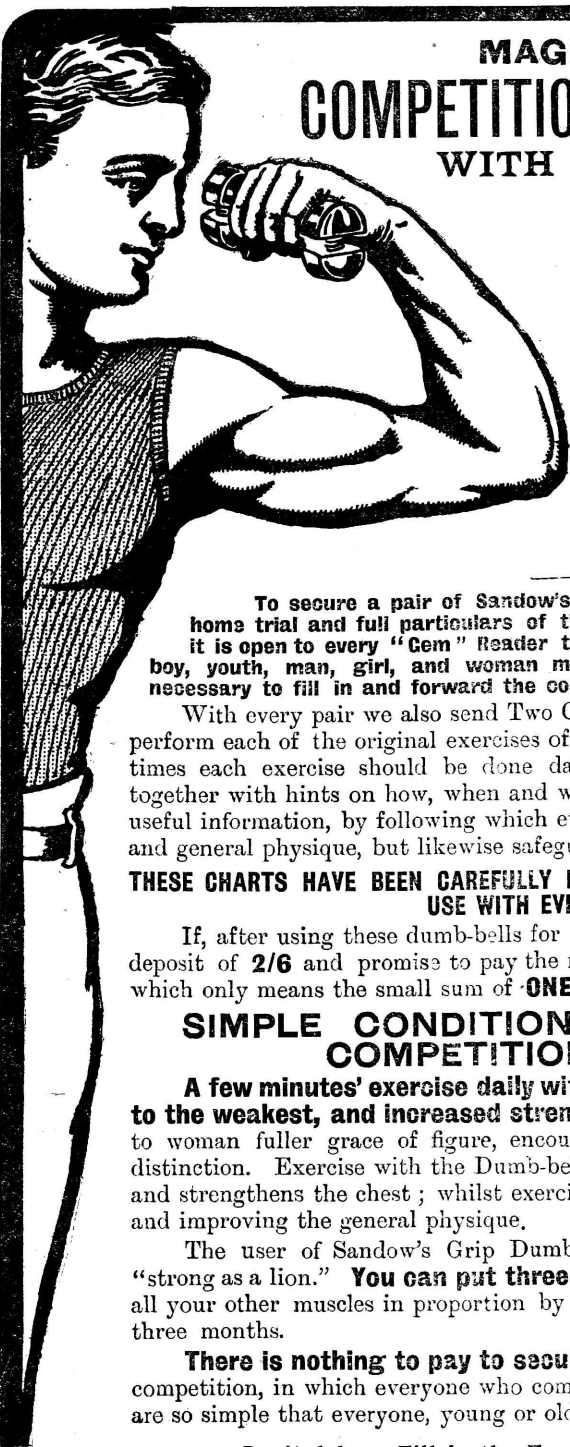 MAG
COMPETITIO
WITH
To secure a pair of Sandow's
home trial and full particulars of t
it is open to every "Gem" Reader t
boy, youth, man, girl, and woman m
necessary to fill in and forward the co
With every pair we also send Two C
perform each of the original exercises of
times each exercise should be done da
together with hints on how, when and w
useful information, by following which e
and general physique, but likewise safegu
THESE CHARTS HAVE BEEN CAREFULLY
USE WITH EVE
If, after using these dumb-bells for
deposit of 2/6 and promise to pay the
which only means the small sum of ONE
SIMPLE CONDITION
COMPETITIO
A few minutes' exercise daily wi
to the weakest, and increased stren
to woman fuller grace of figure, encou
distinction. Exercise with the Dumb-be
and strengthens the chest; whilst exerci
and improving the general physique.
The user of Sandow's Grip Dumb
"strong as a lion." You can put three
all your other muscles in proportion by
three months.
There is nothing to pay to secu
competition, in which everyone who com
are so simple that everyone, young or old